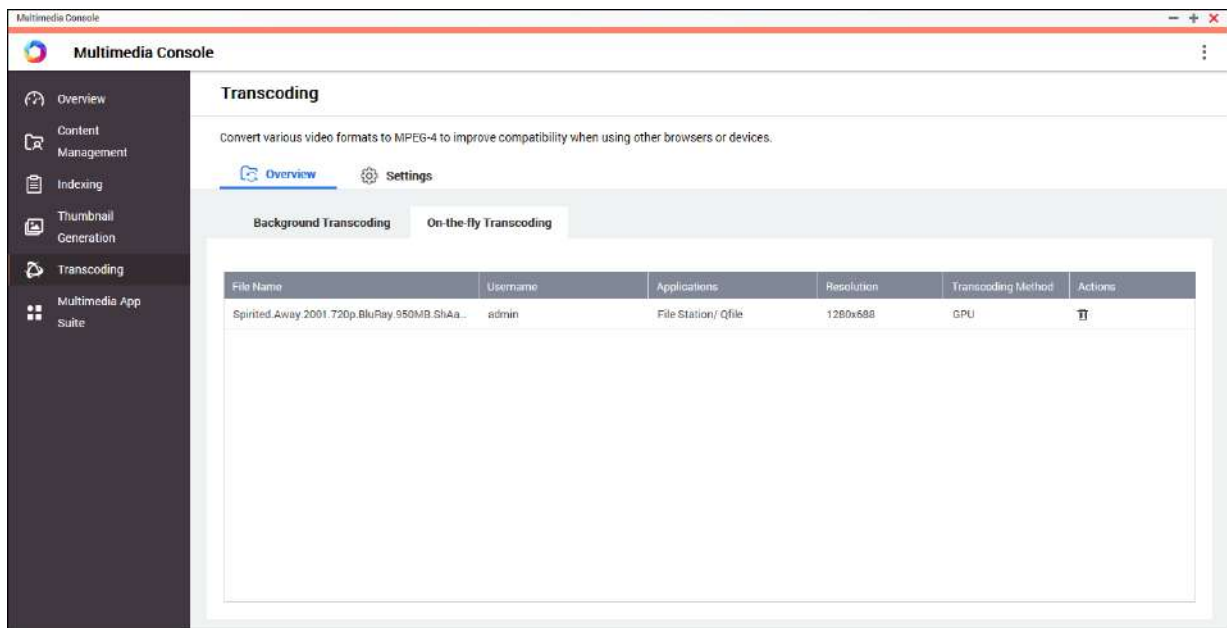 Multimedia Console
Multimedia Console
Overview
Content
Management
Indexing
Thumbnail
Generation
Transcoding
Multimedia App
Suite
Transcoding
Convert various video formats to MPEG-4 to improve compatibility when using other browsers or devices.
Overview Settings
Background Transcoding On-the-fly Transcoding
File Name Username Applications Resolution Transcoding Method Actions
Spirited.Away.2001.720p.BluRay.950MB.ShAa... admin File Station/ Qfile 1280x688 GPU